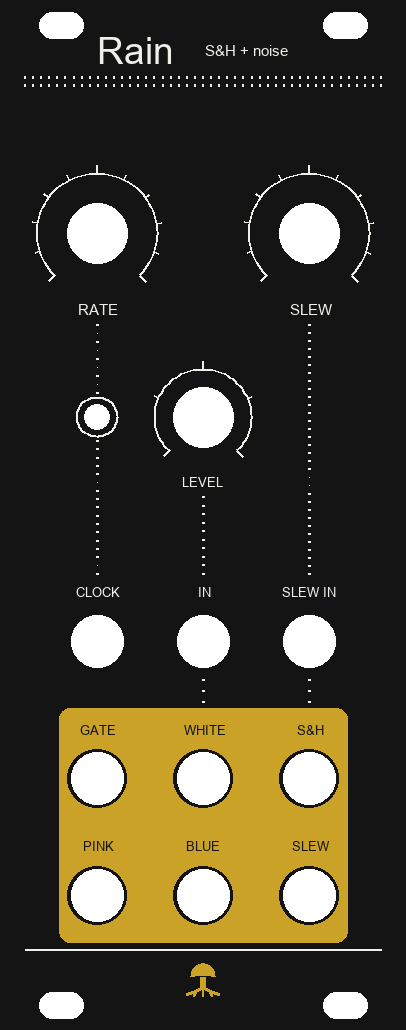 Rain S&H + noise
RATE SLEW
LEVEL
CLOCK IN SLEW IN
GATE WHITE S&H
PINK BLUE SLEW